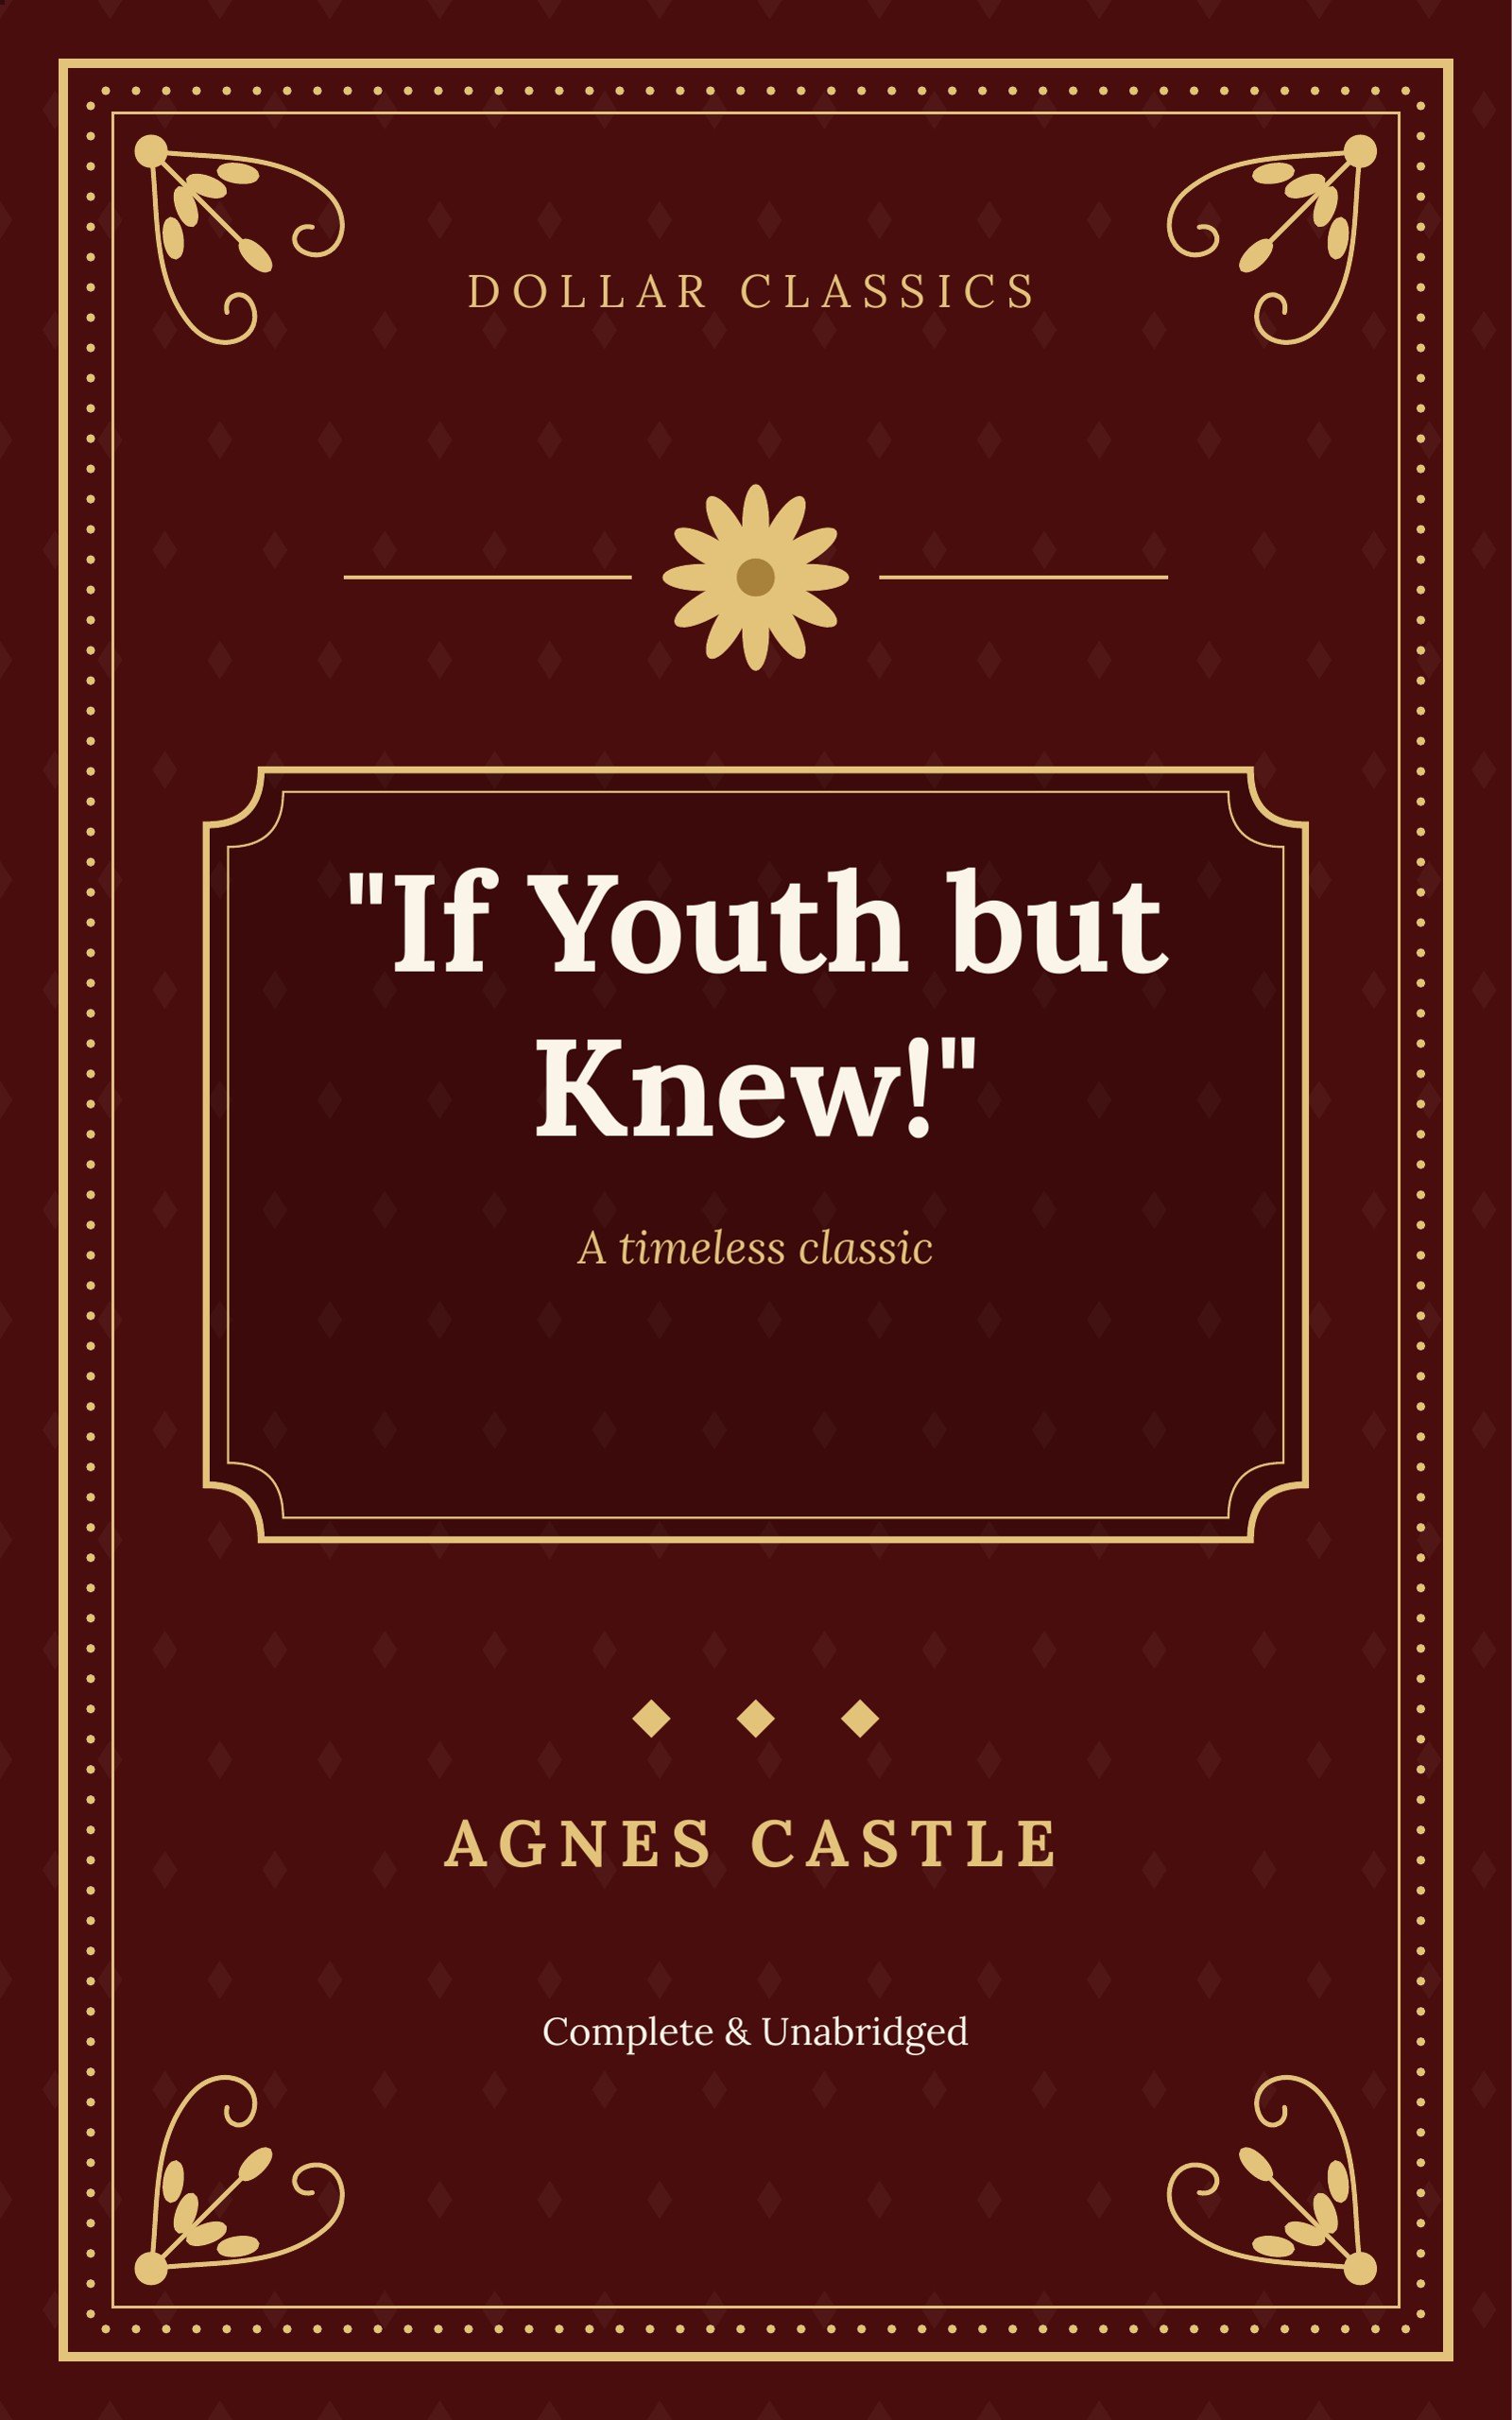 DOLLAR CLASSICS
"If Youth but
Knew!"
A timeless classic
AGNES CASTLE
Complete & Unabridged